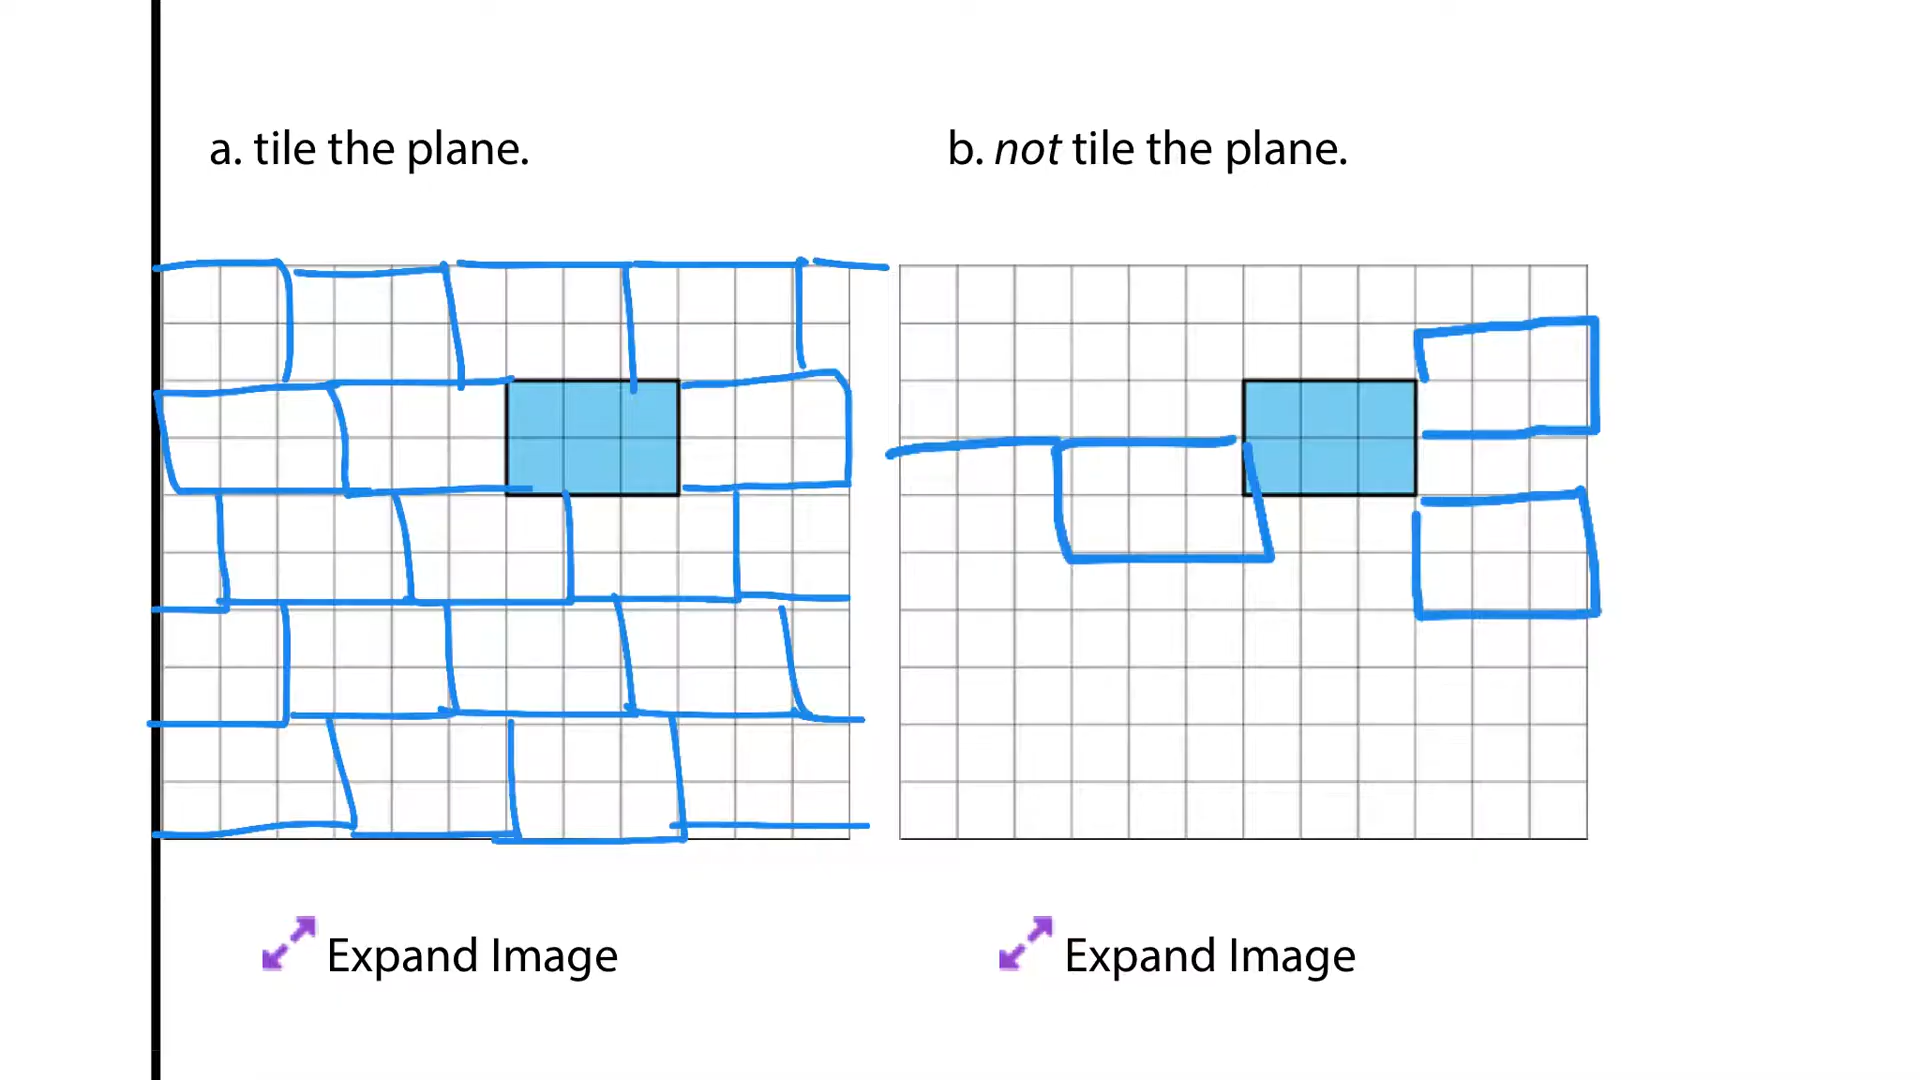 a. tile the plane.
b. not tile the plane.
Expand Image
Expand Image